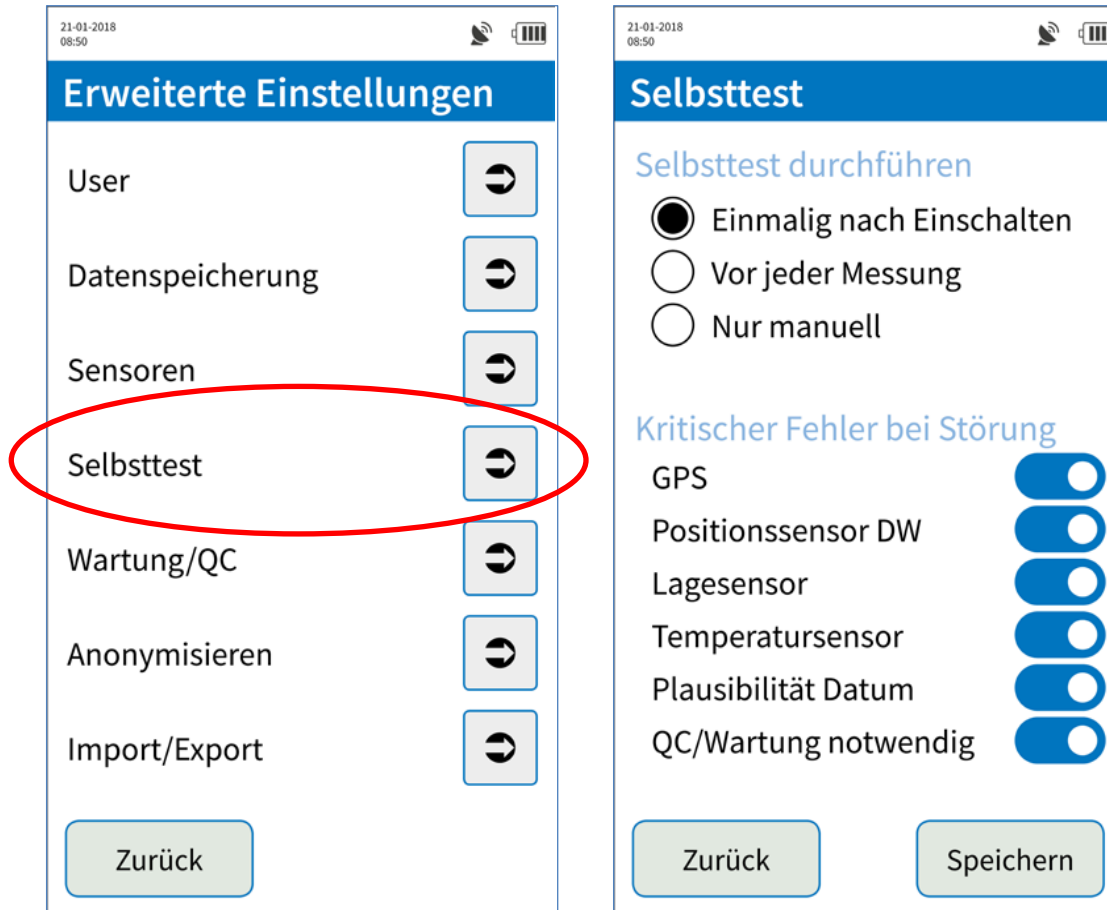 21-01-2018
08:50
Erweiterte Einstellungen
User
Datenspeicherung
Sensoren
Selbsttest
Wartung/QC
Anonymisieren
Import/Export
Zurück
21-01-2018
08:50
Selbsttest
Selbsttest durchführen
Einmalig nach Einschalten
Vor jeder Messung
Nur manuell
Kritischer Fehler bei Störung
GPS
Positionssensor DW
Lagesensor
Temperatursensor
Plausibilität Datum
QC/Wartung notwendig
Zurück
Speichern